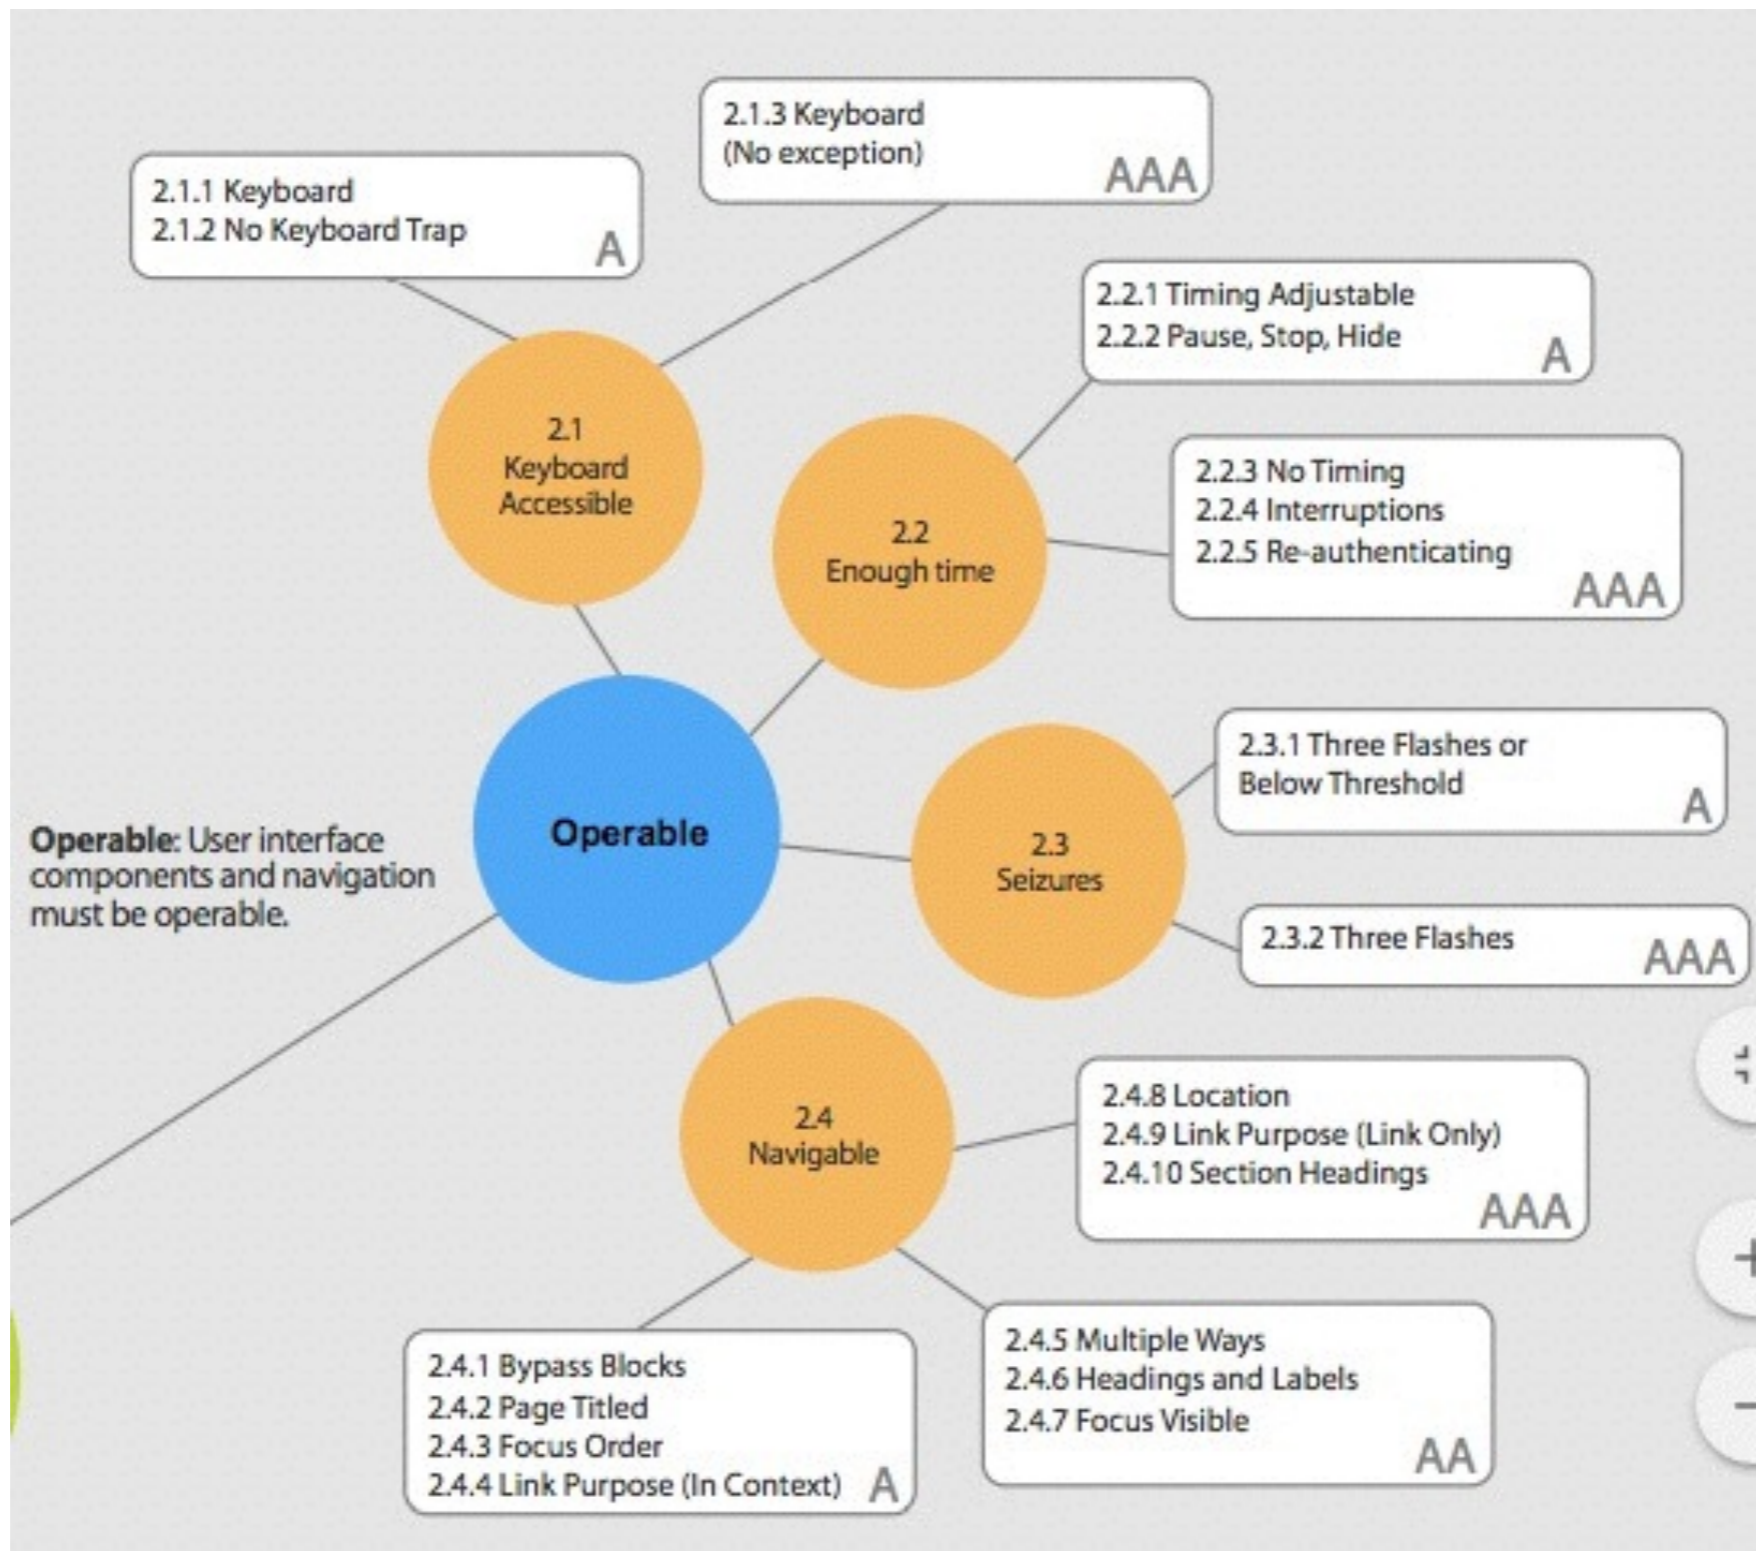 2.1.3 Keyboard
(No exception)
AAA
2.1.1 Keyboard
2.1.2 No Keyboard Trap
A
2.2.1 Timing Adjustable
2.2.2 Pause, Stop, Hide
A
2.1
Keyboard
Accessible
2.2
Enough time
2.2.3 No Timing
2.2.4 Interruptions
2.2.5 Re-authenticating
AAA
2.3.1 Three Flashes or
Below Threshold
A
Operable
Operable: User interface
components and navigation
must be operable.
2.3
Seizures
2.3.2 Three Flashes
AAA
2.4
Navigable
2.4.8 Location
2.4.9 Link Purpose (Link Only)
2.4.10 Section Headings
AAA
2.4.1 Bypass Blocks
2.4.2 Page Titled
2.4.3 Focus Order
2.4.4 Link Purpose (In Context)
A
2.4.5 Multiple Ways
2.4.6 Headings and Labels
2.4.7 Focus Visible
AA